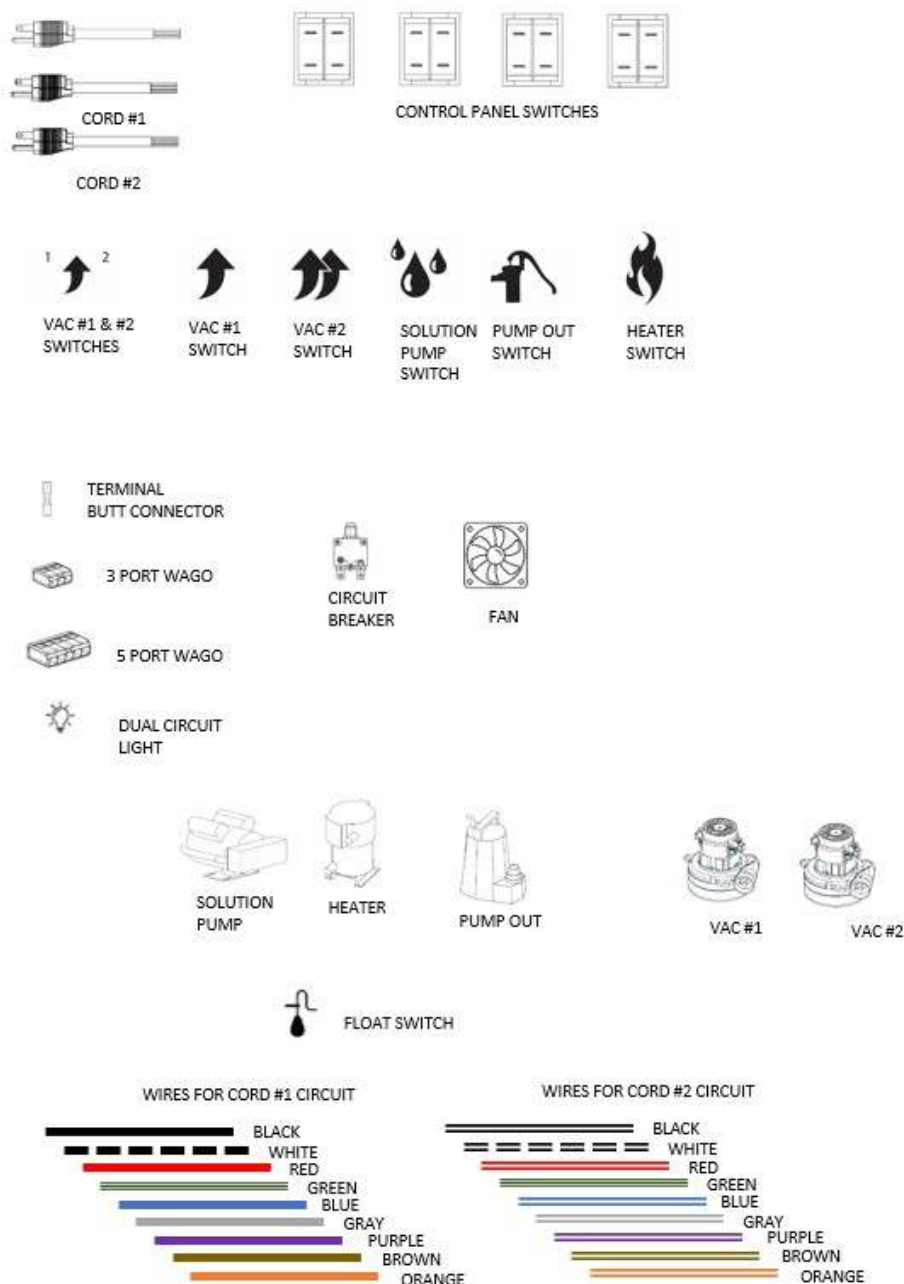 CORD #1
CONTROL PANEL SWITCHES
CORD #2
1 2
VAC #1 & #2
SWITCHES
VAC #1
SWITCH
VAC #2
SWITCH
SOLUTION
PUMP
SWITCH
PUMP OUT
SWITCH
HEATER
SWITCH
TERMINAL
BUTT CONNECTOR
3 PORT WAGO
CIRCUIT
BREAKER
FAN
5 PORT WAGO
DUAL CIRCUIT
LIGHT
SOLUTION
PUMP
HEATER
PUMP OUT
VAC #1
VAC #2
FLOAT SWITCH
WIRES FOR CORD #1 CIRCUIT
BLACK
WHITE
RED
GREEN
BLUE
GRAY
PURPLE
BROWN
ORANGE
WIRES FOR CORD #2 CIRCUIT
BLACK
WHITE
RED
GREEN
BLUE
GRAY
PURPLE
BROWN
ORANGE